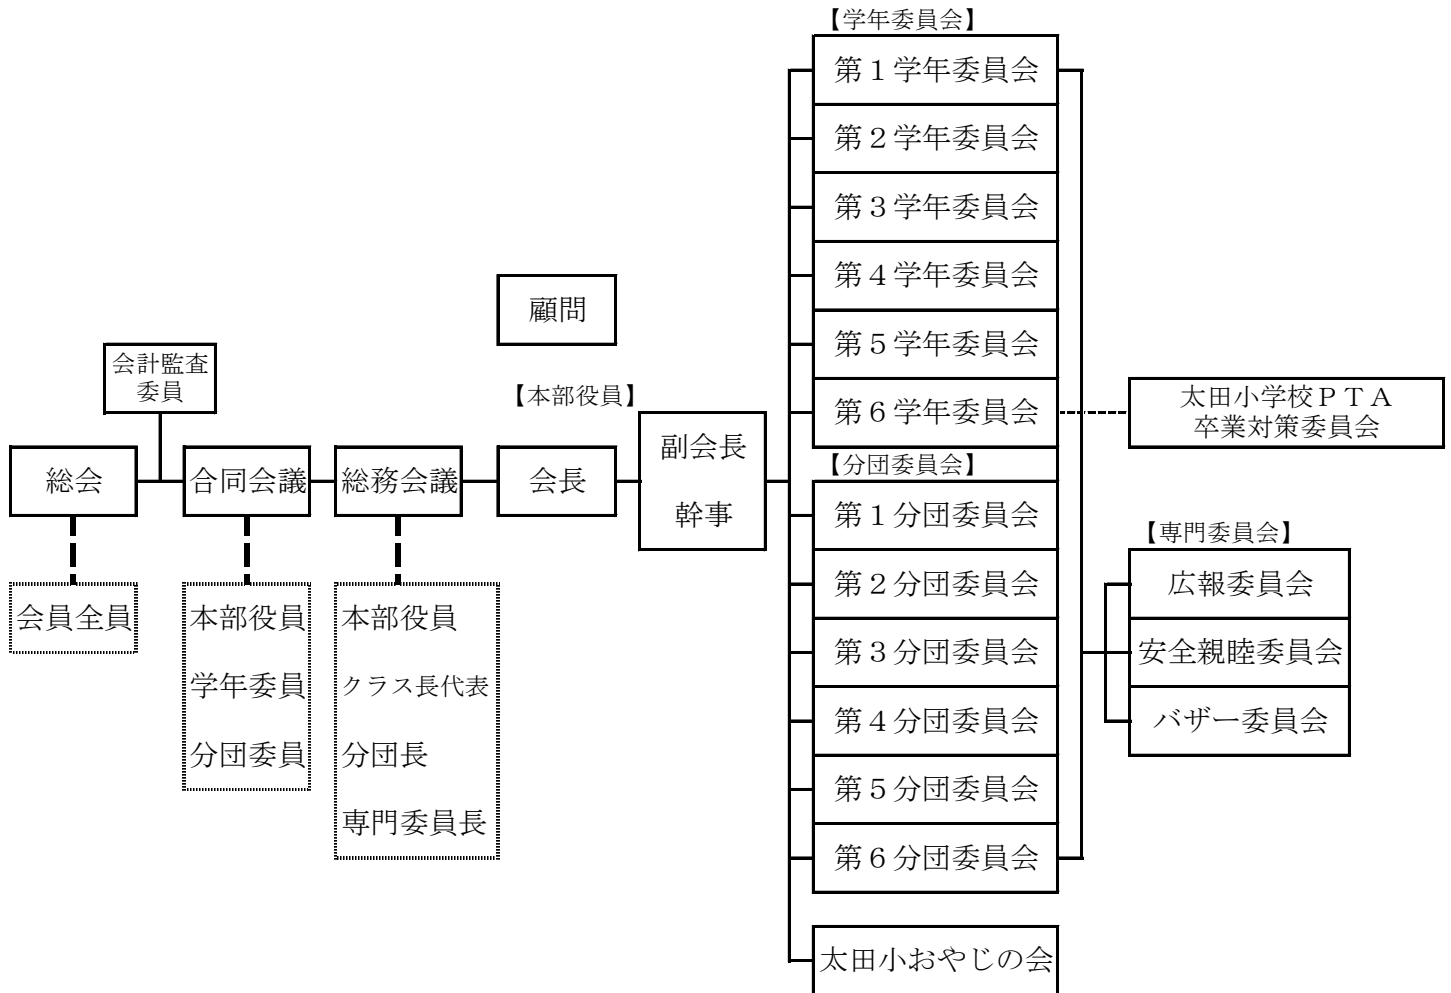 【学年委員会】
第１学年委員会
第２学年委員会
第３学年委員会
第４学年委員会
第５学年委員会
第６学年委員会
顧問
会計監査
委員
【本部役員】
総会
合同会議
総務会議
会長
副会長
幹事
会員全員
本部役員
学年委員
分団委員
本部役員
クラス長代表
分団長
専門委員長
【分団委員会】
第１分団委員会
第２分団委員会
第３分団委員会
第４分団委員会
第５分団委員会
第６分団委員会
太田小おやじの会
太田小学校ＰＴＡ
卒業対策委員会
【専門委員会】
広報委員会
安全親睦委員会
バザー委員会